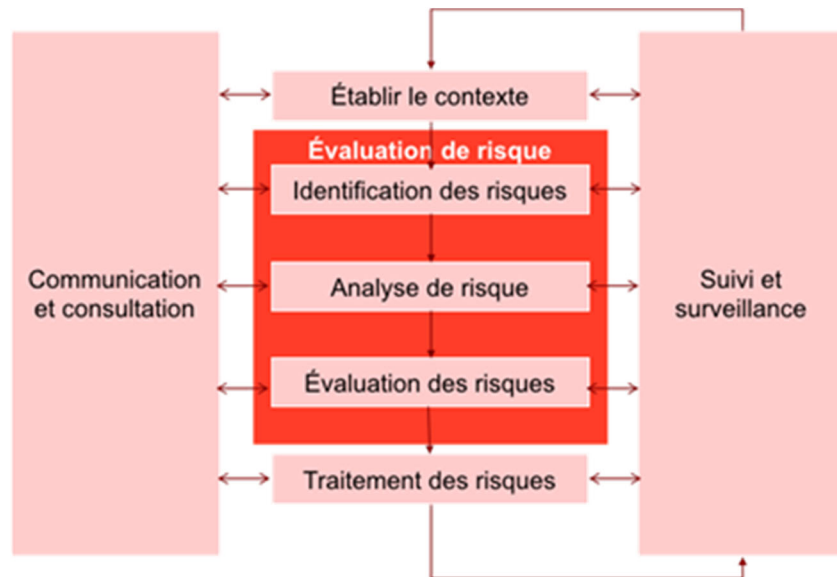 Établir le contexte
Évaluation de risque
Identification des risques
Communication
et consultation
Analyse de risque
Suivi et
surveillance
Évaluation des risques
Traitement des risques